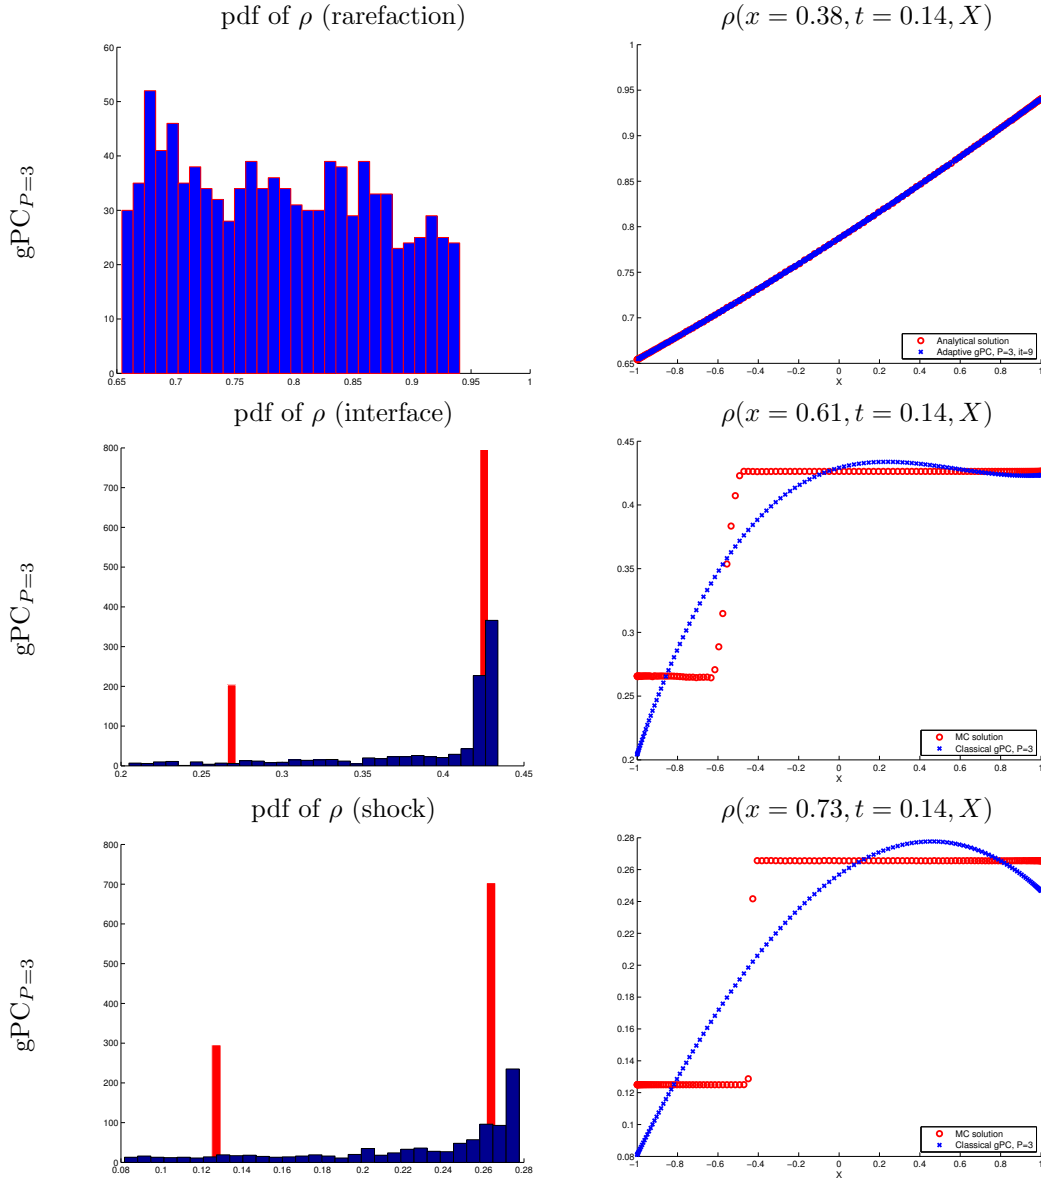 pdf of ρ (rarefaction)
ρ(x = 0.38, t = 0.14, X)
gPC_{P=3}
60
50
40
30
20
10
0
0.65 0.7 0.75 0.8 0.85 0.9 0.95 1
1
0.95
0.9
0.85
0.8
0.75
0.7
0.65
−1 −0.8 −0.6 −0.4 −0.2 0 0.2 0.4 0.6 0.8 1
X
Analytical solution
Adaptive gPC, P=3, it=9
pdf of ρ (interface)
ρ(x = 0.61, t = 0.14, X)
gPC_{P=3}
800
700
600
500
400
300
200
100
0
0.2 0.25 0.3 0.35 0.4 0.45
0.45
0.4
0.35
0.3
0.25
0.2
−1 −0.8 −0.6 −0.4 −0.2 0 0.2 0.4 0.6 0.8 1
X
MC solution
Classical gPC, P=3
pdf of ρ (shock)
ρ(x = 0.73, t = 0.14, X)
gPC_{P=3}
800
700
600
500
400
300
200
100
0
0.08 0.1 0.12 0.14 0.16 0.18 0.2 0.22 0.24 0.26 0.28
0.28
0.26
0.24
0.22
0.2
0.18
0.16
0.14
0.12
0.1
0.08
−1 −0.8 −0.6 −0.4 −0.2 0 0.2 0.4 0.6 0.8 1
X
MC solution
Classical gPC, P=3